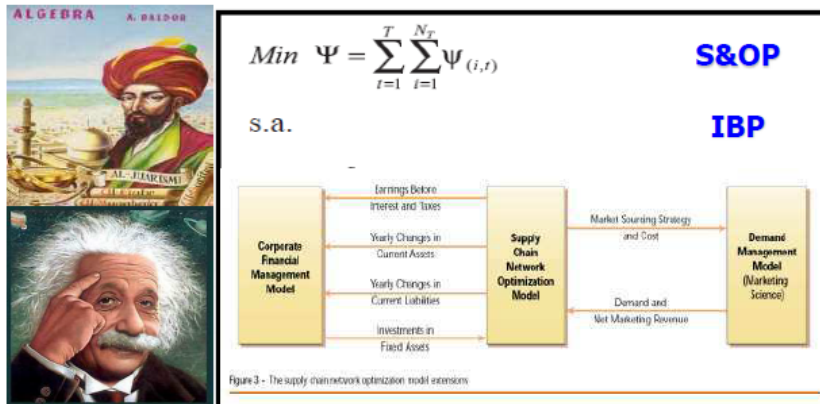 ALGEBRA A. BALDOR
AL-JUARISMI
Min Ψ = ∑ t=1 T ∑ i=1 N_T ψ (i,t)
S&OP
s.a.
IBP
Corporate
Financial
Management
Model
Earnings Before
Interest and Taxes
Yearly Changes in
Current Assets
Yearly Changes in
Current Liabilities
Investments in
Fixed Assets
Supply
Chain
Network
Optimization
Model
Market Sourcing Strategy
and Cost
Demand and
Net Marketing Revenue
Demand
Management
Model
(Marketing
Science)
Figure 3 - The supply chain network optimization model extensions